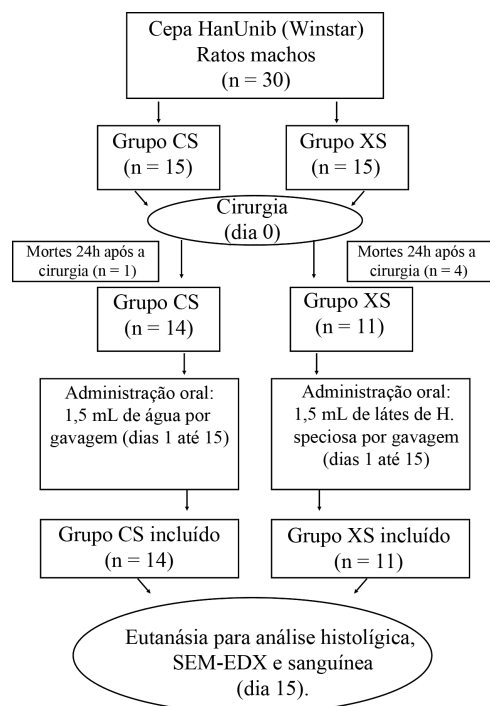 Cepa HanUnib (Winstar)
Ratos machos
(n = 30)
Grupo CS
(n = 15)
Grupo XS
(n = 15)
Cirurgia
(dia 0)
Mortes 24h após a
cirurgia (n = 1)
Mortes 24h após a
cirurgia (n = 4)
Grupo CS
(n = 14)
Grupo XS
(n = 11)
Administração oral:
1,5 mL de água por
gavagem (dias 1 até 15)
Administração oral:
1,5 mL de látes de H.
speciosa por gavagem
(dias 1 até 15)
Grupo CS incluído
(n = 14)
Grupo XS incluído
(n = 11)
Eutanásia para análise histolígica,
SEM-EDX e sanguínea
(dia 15).